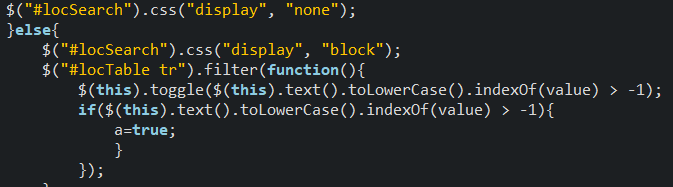 $("#locSearch").css("display", "none");
}else{
$("#locSearch").css("display", "block");
$("#locTable tr").filter(function(){
$(this).toggle($(this).text().toLowerCase().indexOf(value) > -1);
if($(this).text().toLowerCase().indexOf(value) > -1){
a=true;
}
});